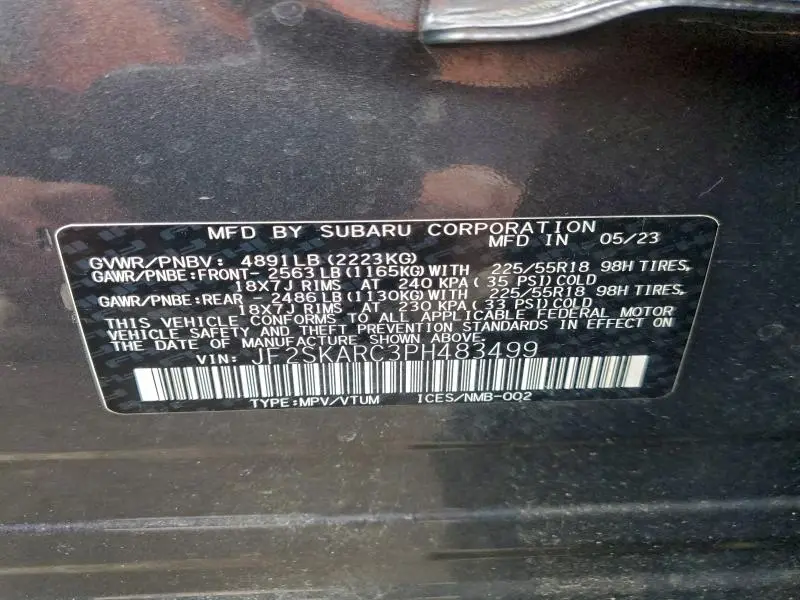 MFD BY SUBARU CORPORATION
MFD IN 05/23
GVWR/PNBV: 4891LB (2223KG)
GAWR/PNBE:FRONT- 2563LB (1165KG) WITH 225/55R18 98H TIRES,
18X7J RIMS AT 240 KPA ( 35 PSI) COLD
GAWR/PNBE:REAR - 2486LB (1130KG) WITH 225/55R18 98H TIRES,
18X7J RIMS AT 230 KPA ( 33 PSI) COLD
THIS VEHICLE CONFORMS TO ALL APPLICABLE FEDERAL MOTOR
VEHICLE SAFETY AND THEFT PREVENTION STANDARDS IN EFFECT ON
THE DATE OF MANUFACTURE SHOWN ABOVE.
VIN: JF2SKARC3PH483499
TYPE:MPV/VTUM ICES/NMB-002